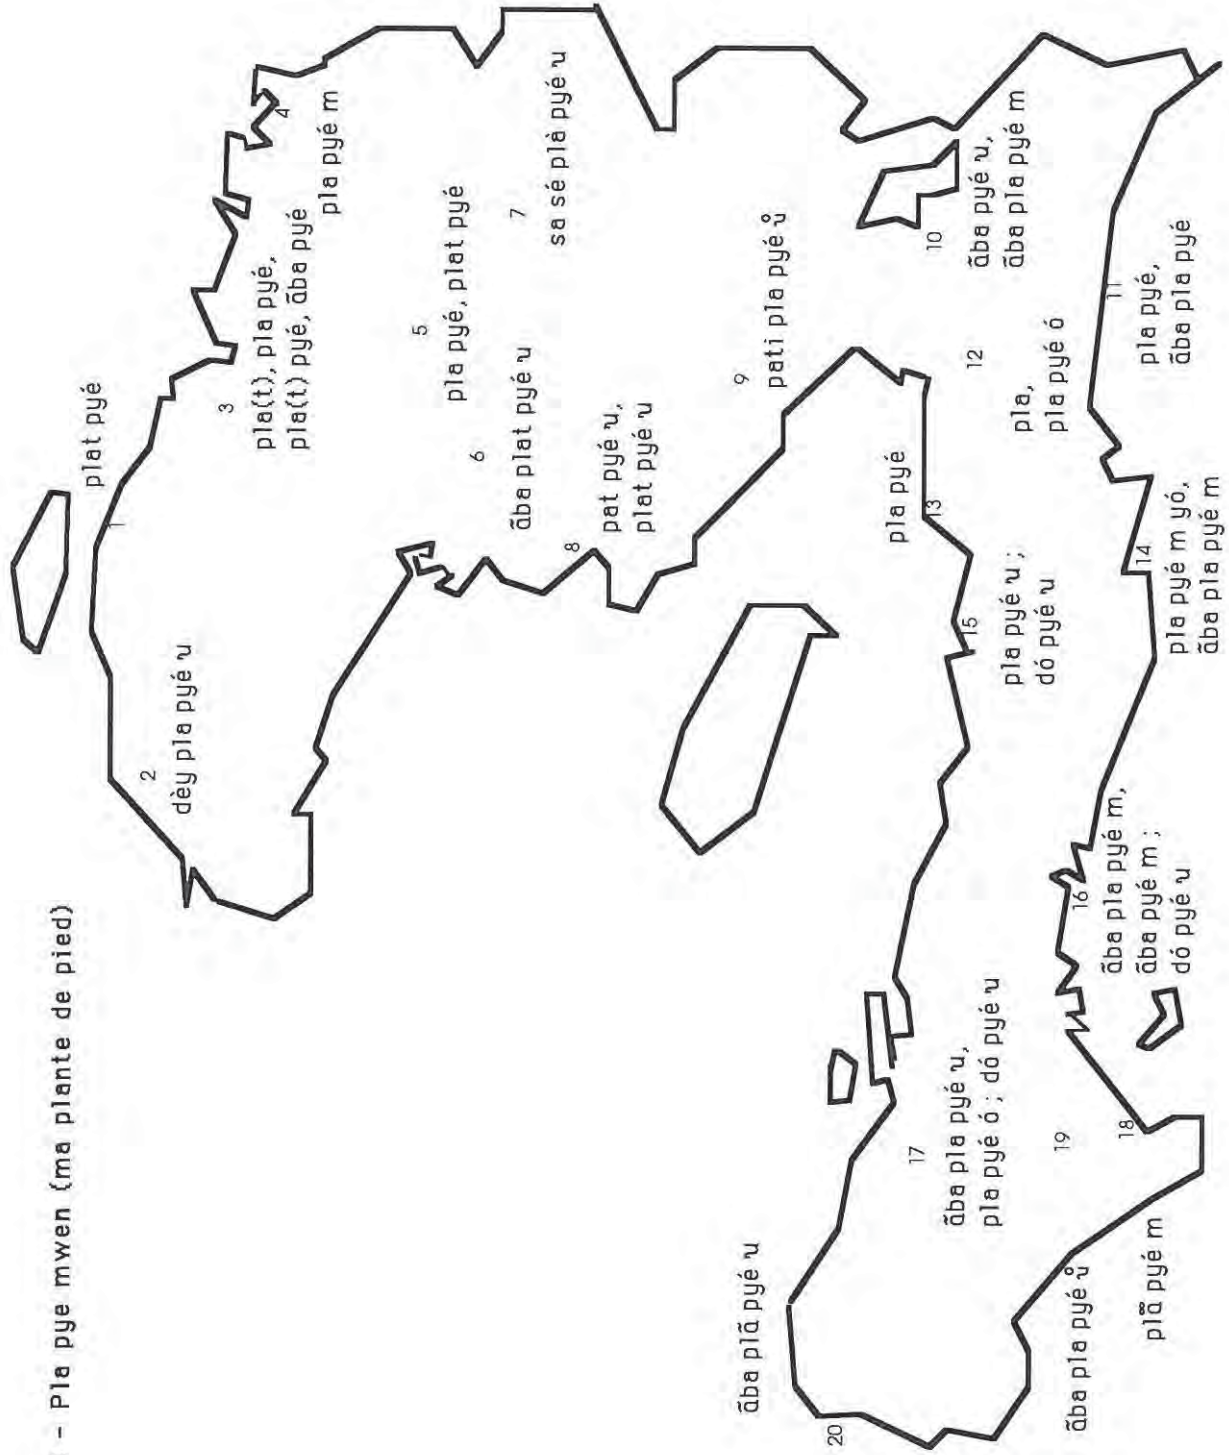 - Pla pye mwen (ma plante de pied)
plat pyé
1
2
dèy pla pyé u
3
pla(t), pla pyé,
pla(t) pyé, ãba pyé
4
pla pyé m
5
pla pyé, plat pyé
6
ãba plat pyé u
7
sa sé plà pyé u
8
pat pyé u,
plat pyé u
9
pati pla pyé ů
10
ãba pyé u,
ãba pla pyé m
11
pla pyé,
ãba pla pyé
12
pla,
pla pyé ó
pla pyé
13
14
pla pyé m yó,
ãba pla pyé m
15
pla pyé u ;
dó pyé u
16
ãba pla pyé m,
ãba pyé m ;
dó pyé u
17
ãba pla pyé u,
pla pyé ó ; dó pyé u
18
plã pyé m
19
ãba pla pyé ů
ãba plã pyé u
20